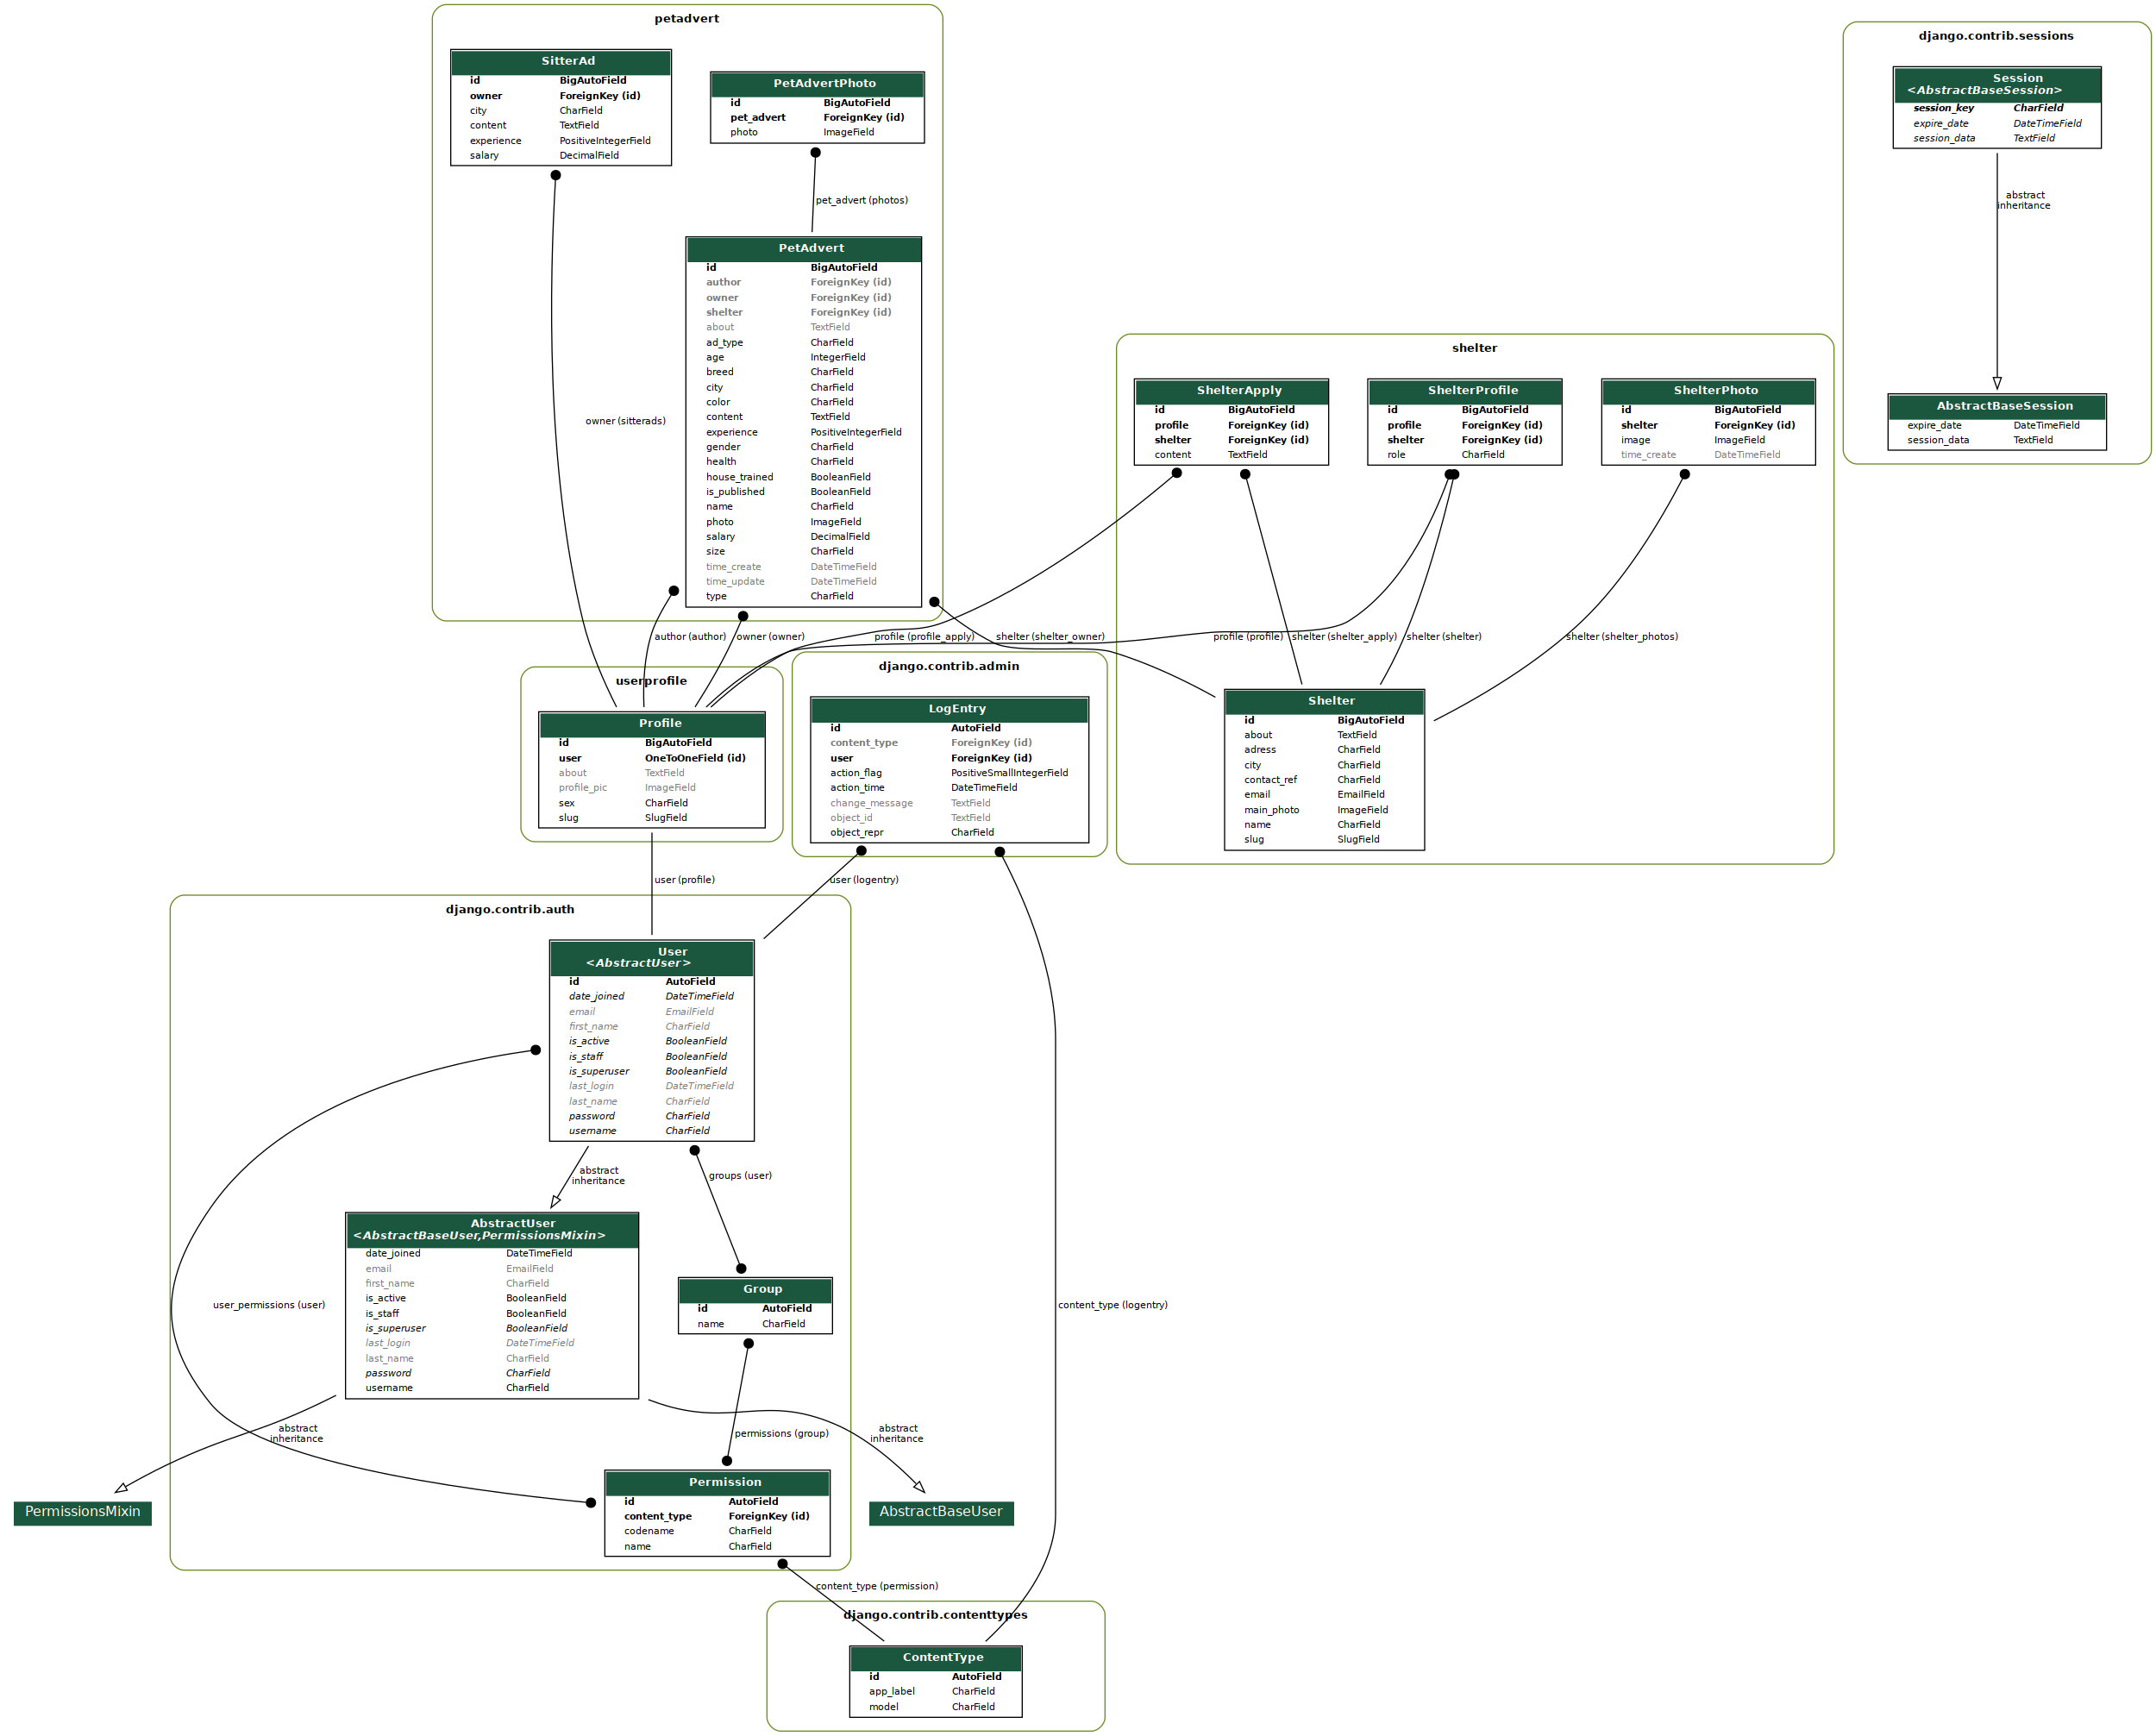 petadvert
SitterAd
id BigAutoField
owner ForeignKey (id)
city CharField
content TextField
experience PositiveIntegerField
salary DecimalField
PetAdvertPhoto
id BigAutoField
pet_advert ForeignKey (id)
photo ImageField
pet_advert (photos)
PetAdvert
id BigAutoField
author ForeignKey (id)
owner ForeignKey (id)
shelter ForeignKey (id)
about TextField
ad_type CharField
age IntegerField
breed CharField
city CharField
color CharField
content TextField
experience PositiveIntegerField
gender CharField
health CharField
house_trained BooleanField
is_published BooleanField
name CharField
photo ImageField
salary DecimalField
size CharField
time_create DateTimeField
time_update DateTimeField
type CharField
owner (sitterads)
django.contrib.sessions
Session
<AbstractBaseSession>
session_key CharField
expire_date DateTimeField
session_data TextField
abstract
inheritance
AbstractBaseSession
expire_date DateTimeField
session_data TextField
shelter
ShelterApply
id BigAutoField
profile ForeignKey (id)
shelter ForeignKey (id)
content TextField
ShelterProfile
id BigAutoField
profile ForeignKey (id)
shelter ForeignKey (id)
role CharField
ShelterPhoto
id BigAutoField
shelter ForeignKey (id)
image ImageField
time_create DateTimeField
author (author)
owner (owner)
profile (profile_apply)
shelter (shelter_owner)
profile (profile)
shelter (shelter_apply)
shelter (shelter)
shelter (shelter_photos)
Shelter
id BigAutoField
about TextField
adress CharField
city CharField
contact_ref CharField
email EmailField
main_photo ImageField
name CharField
slug SlugField
userprofile
Profile
id BigAutoField
user OneToOneField (id)
about TextField
profile_pic ImageField
sex CharField
slug SlugField
django.contrib.admin
LogEntry
id AutoField
content_type ForeignKey (id)
user ForeignKey (id)
action_flag PositiveSmallIntegerField
action_time DateTimeField
change_message TextField
object_id TextField
object_repr CharField
user (profile)
user (logentry)
django.contrib.auth
User
<AbstractUser>
id AutoField
date_joined DateTimeField
email EmailField
first_name CharField
is_active BooleanField
is_staff BooleanField
is_superuser BooleanField
last_login DateTimeField
last_name CharField
password CharField
username CharField
abstract
inheritance
groups (user)
AbstractUser
<AbstractBaseUser,PermissionsMixin>
date_joined DateTimeField
email EmailField
first_name CharField
is_active BooleanField
is_staff BooleanField
is_superuser BooleanField
last_login DateTimeField
last_name CharField
password CharField
username CharField
Group
id AutoField
name CharField
user_permissions (user)
content_type (logentry)
abstract
inheritance
permissions (group)
abstract
inheritance
PermissionsMixin
Permission
id AutoField
content_type ForeignKey (id)
codename CharField
name CharField
AbstractBaseUser
content_type (permission)
django.contrib.contenttypes
ContentType
id AutoField
app_label CharField
model CharField